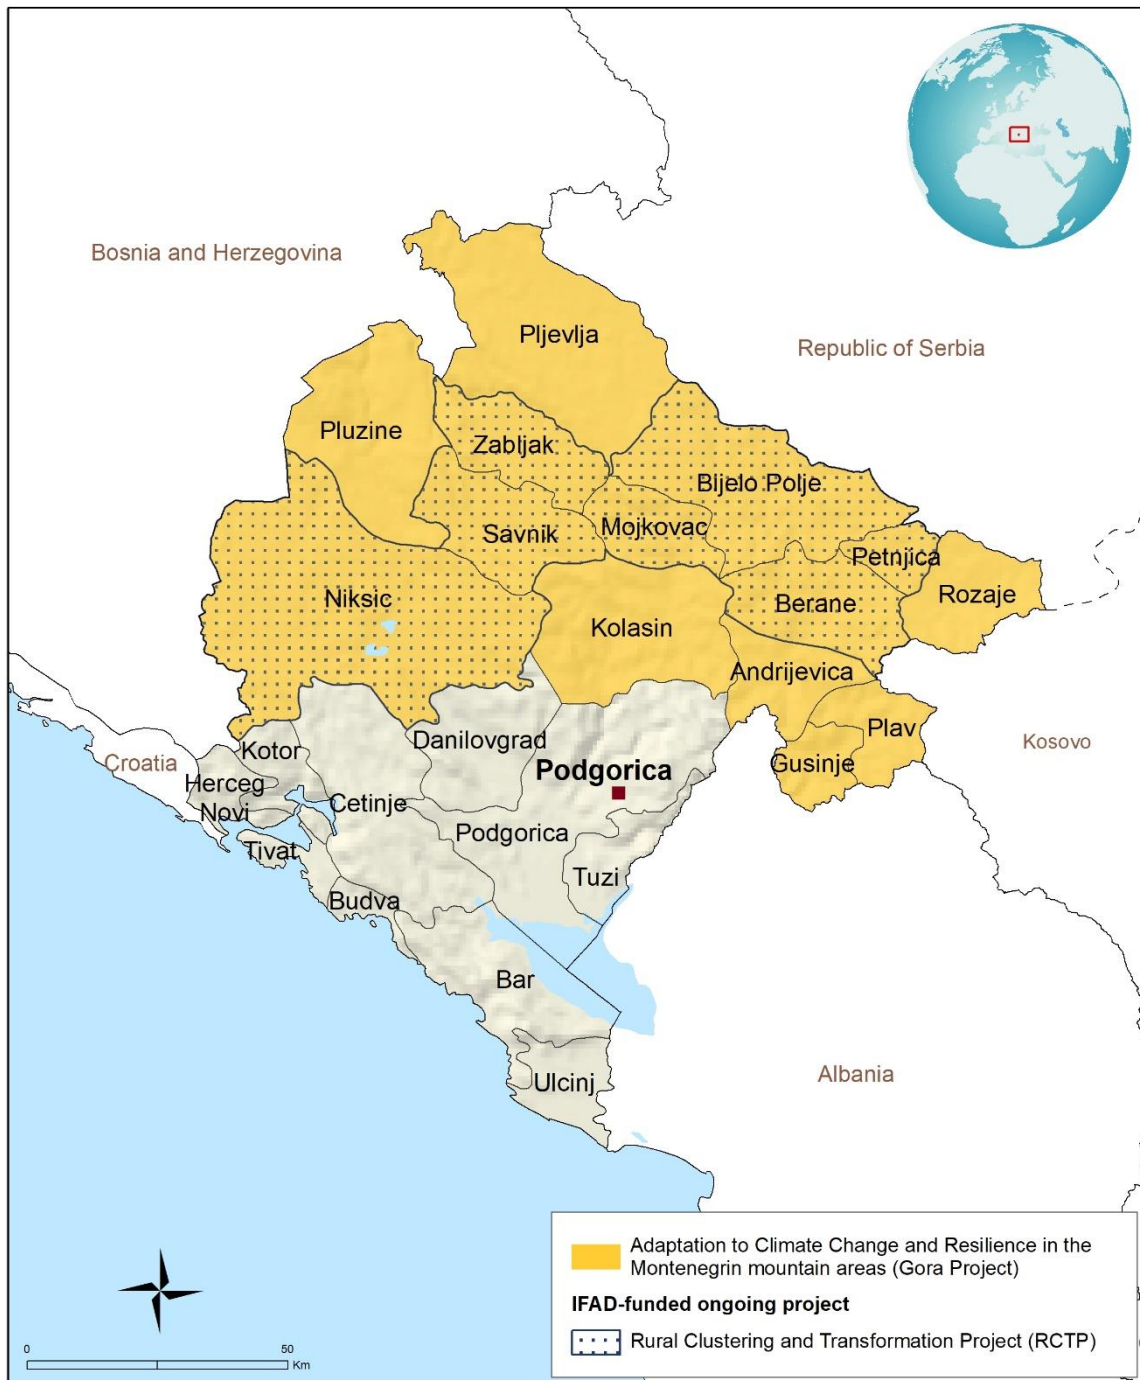 Bosnia and Herzegovina
Pljevlja
Republic of Serbia
Pluzine
Zabljak
Bijelo Polje
Savnik
Mojkovac
Petnjica
Niksic
Berane
Rozaje
Kolasin
Andrijevica
Plav
Kosovo
Gusinje
Danilovgrad
Kotor
Croatia
Podgorica
Herceg
Novi
Cetinje
Podgorica
Tivat
Tuzi
Budva
Bar
Albania
Ulcinj
Adaptation to Climate Change and Resilience in the
Montenegrin mountain areas (Gora Project)
IFAD-funded ongoing project
Rural Clustering and Transformation Project (RCTP)
0 50
Km